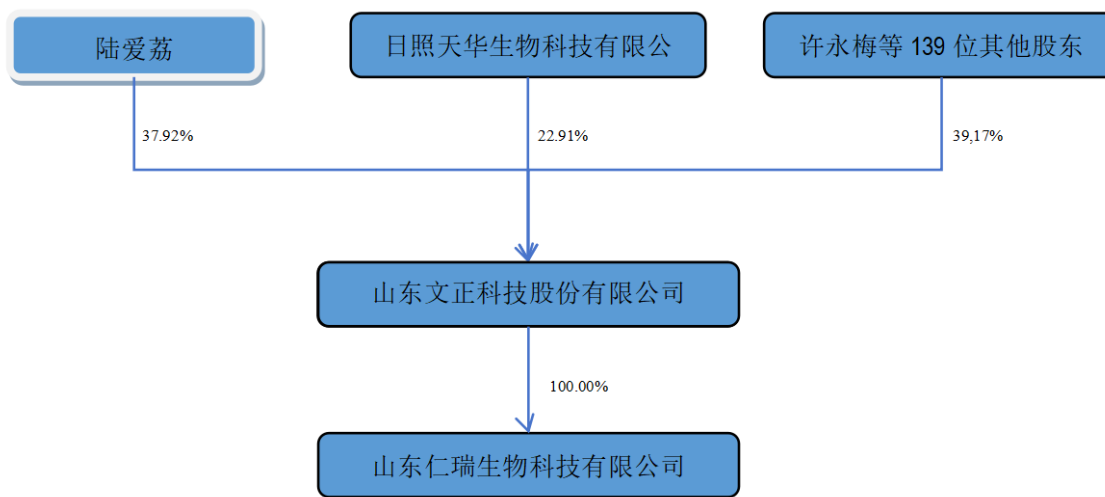 陆爱荔
日照天华生物科技有限公
许永梅等 139 位其他股东
37.92%
22.91%
39,17%
山东文正科技股份有限公司
100.00%
山东仁瑞生物科技有限公司